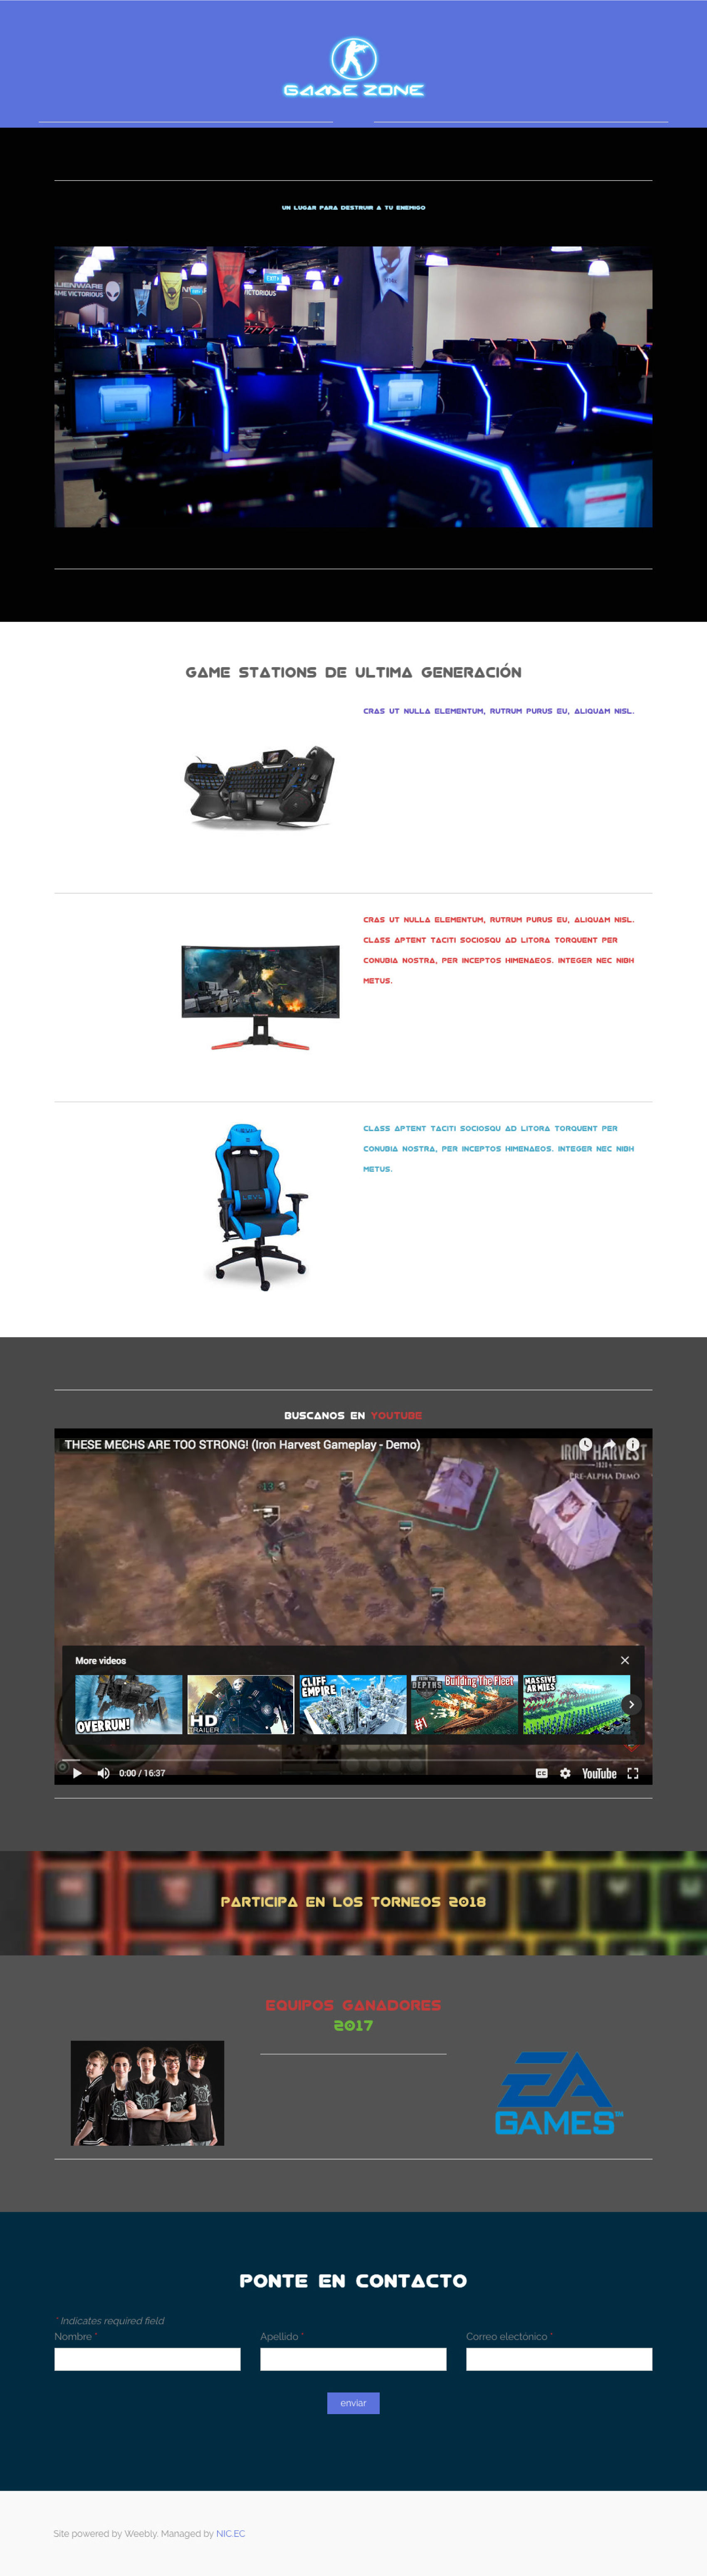 GAME ZONE
UN LUGAR PARA DESTRUIR A TU ENEMIGO
ALIENWARE
VICTORIOUS
GAME STATIONS DE ULTIMA GENERACIÓN
CRAS UT NULLA ELEMENTUM, RUTRUM PURUS EU, ALIQUAM NISL.
CRAS UT NULLA ELEMENTUM, RUTRUM PURUS EU, ALIQUAM NISL.
CLASS APTENT TACITI SOCIOSQU AD LITORA TORQUENT PER
CONUBIA NOSTRA, PER INCEPTOS HIMENAEOS. INTEGER NEC NIBH
METUS.
CLASS APTENT TACITI SOCIOSQU AD LITORA TORQUENT PER
CONUBIA NOSTRA, PER INCEPTOS HIMENAEOS. INTEGER NEC NIBH
METUS.
LEVL
BUSCANOS EN YOUTUBE
THESE MECHS ARE TOO STRONG! (Iron Harvest Gameplay - Demo)
IRON HARVEST
1920+
PRE-ALPHA DEMO
13
More videos
OVERRUN!
HD
TRAILER
CLIFF
EMPIRE
FROM THE
DEPTHS
Building The Fleet
#1
MASSIVE
ARMIES
0:00 / 16:37
CC
YouTube
PARTICIPA EN LOS TORNEOS 2018
EQUIPOS GANADORES
2017
EA
GAMES™
PONTE EN CONTACTO
* Indicates required field
Nombre *
Apellido *
Correo electónico *
enviar
Site powered by Weebly. Managed by NIC.EC